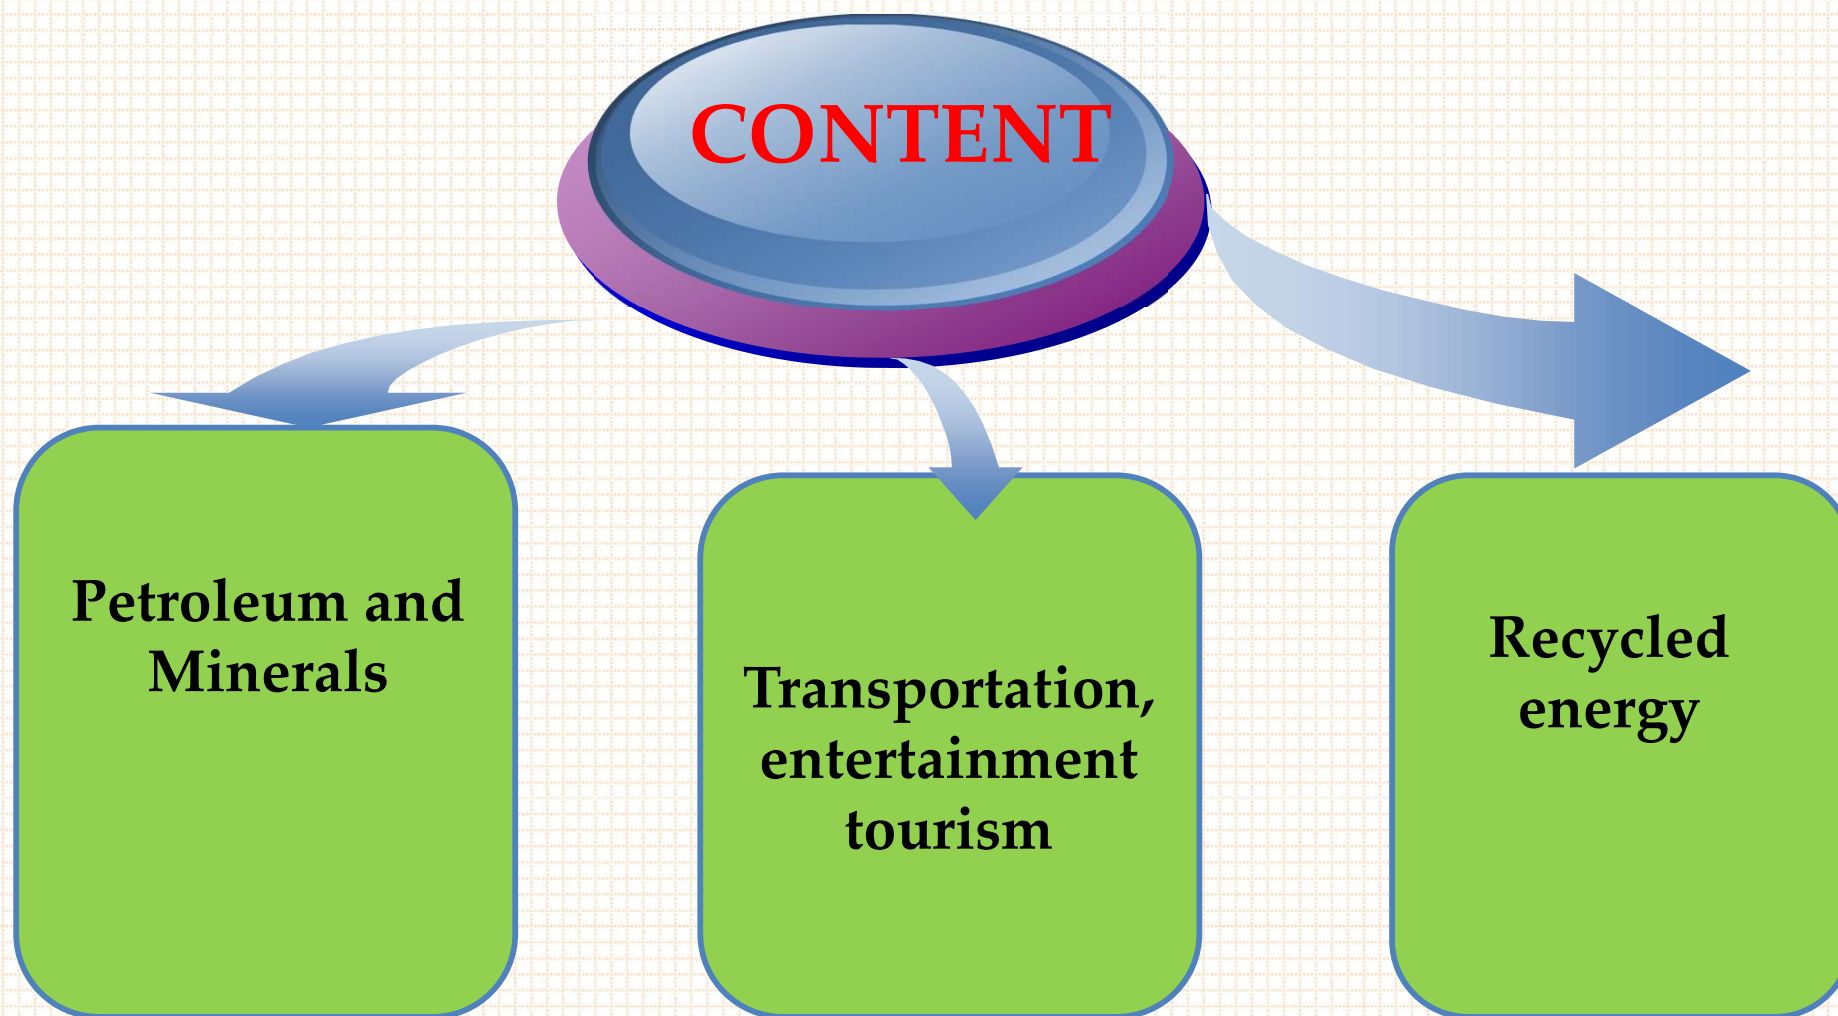 CONTENT
Petroleum and
Minerals
Transportation,
entertainment
tourism
Recycled
energy